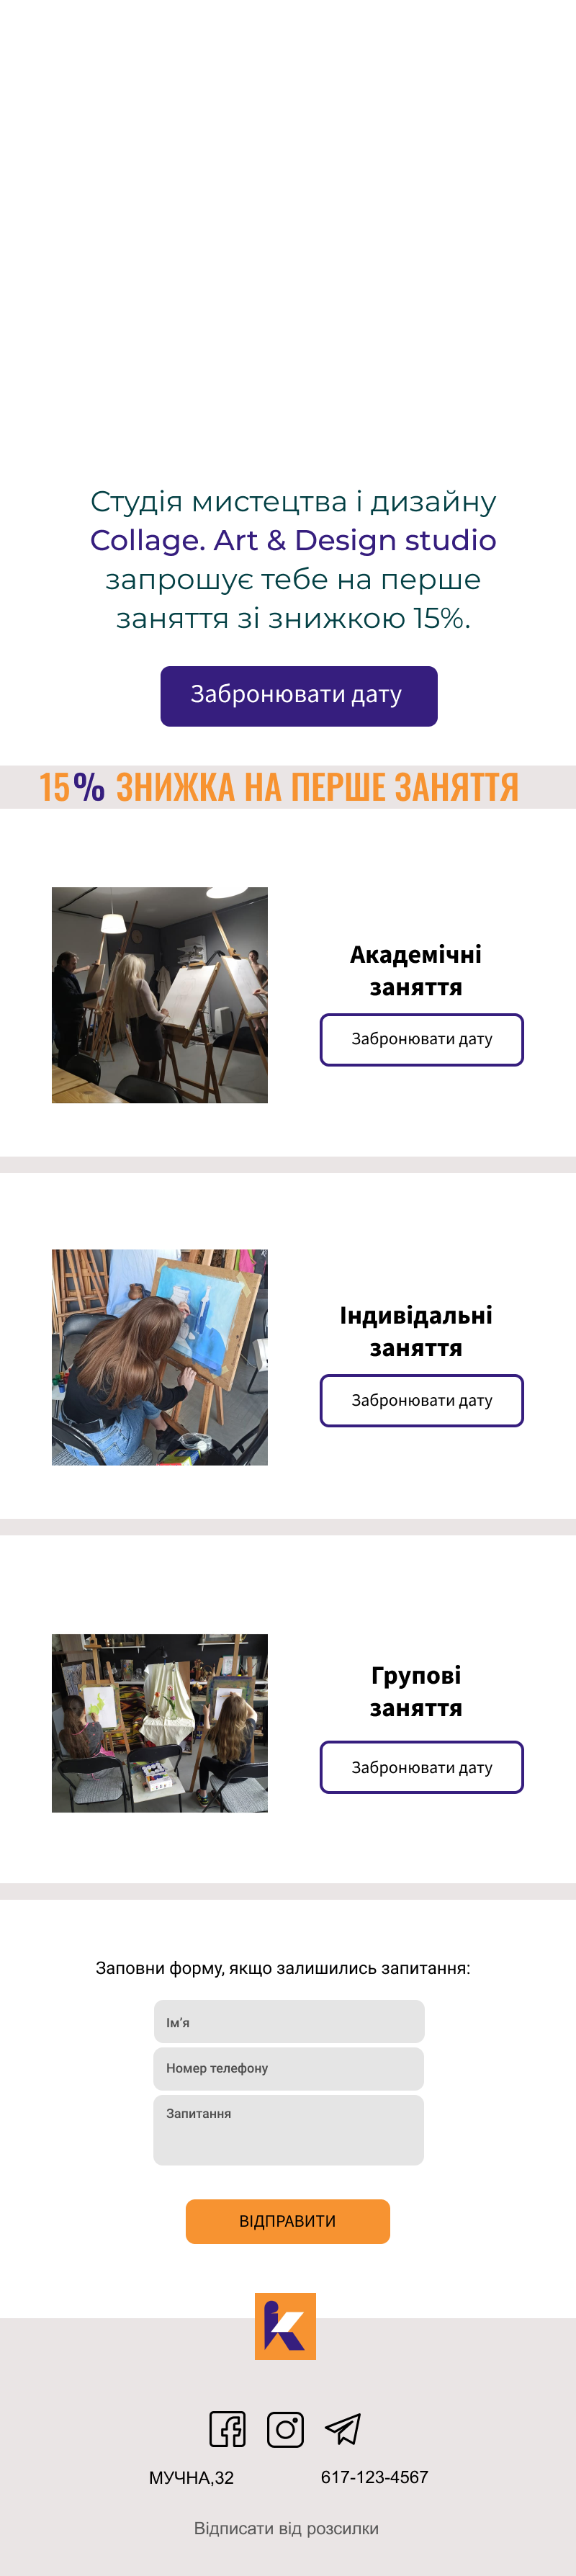 Студія мистецтва і дизайну
Collage. Art & Design studio
запрошує тебе на перше
заняття зі знижкою 15%.
Забронювати дату
15% ЗНИЖКА НА ПЕРШЕ ЗАНЯТТЯ
Академічні
заняття
Забронювати дату
Індивідальні
заняття
Забронювати дату
Групові
заняття
Забронювати дату
Заповни форму, якщо залишились запитання:
Ім'я
Номер телефону
Запитання
ВІДПРАВИТИ
МУЧНА,32 617-123-4567
Відписати від розсилки